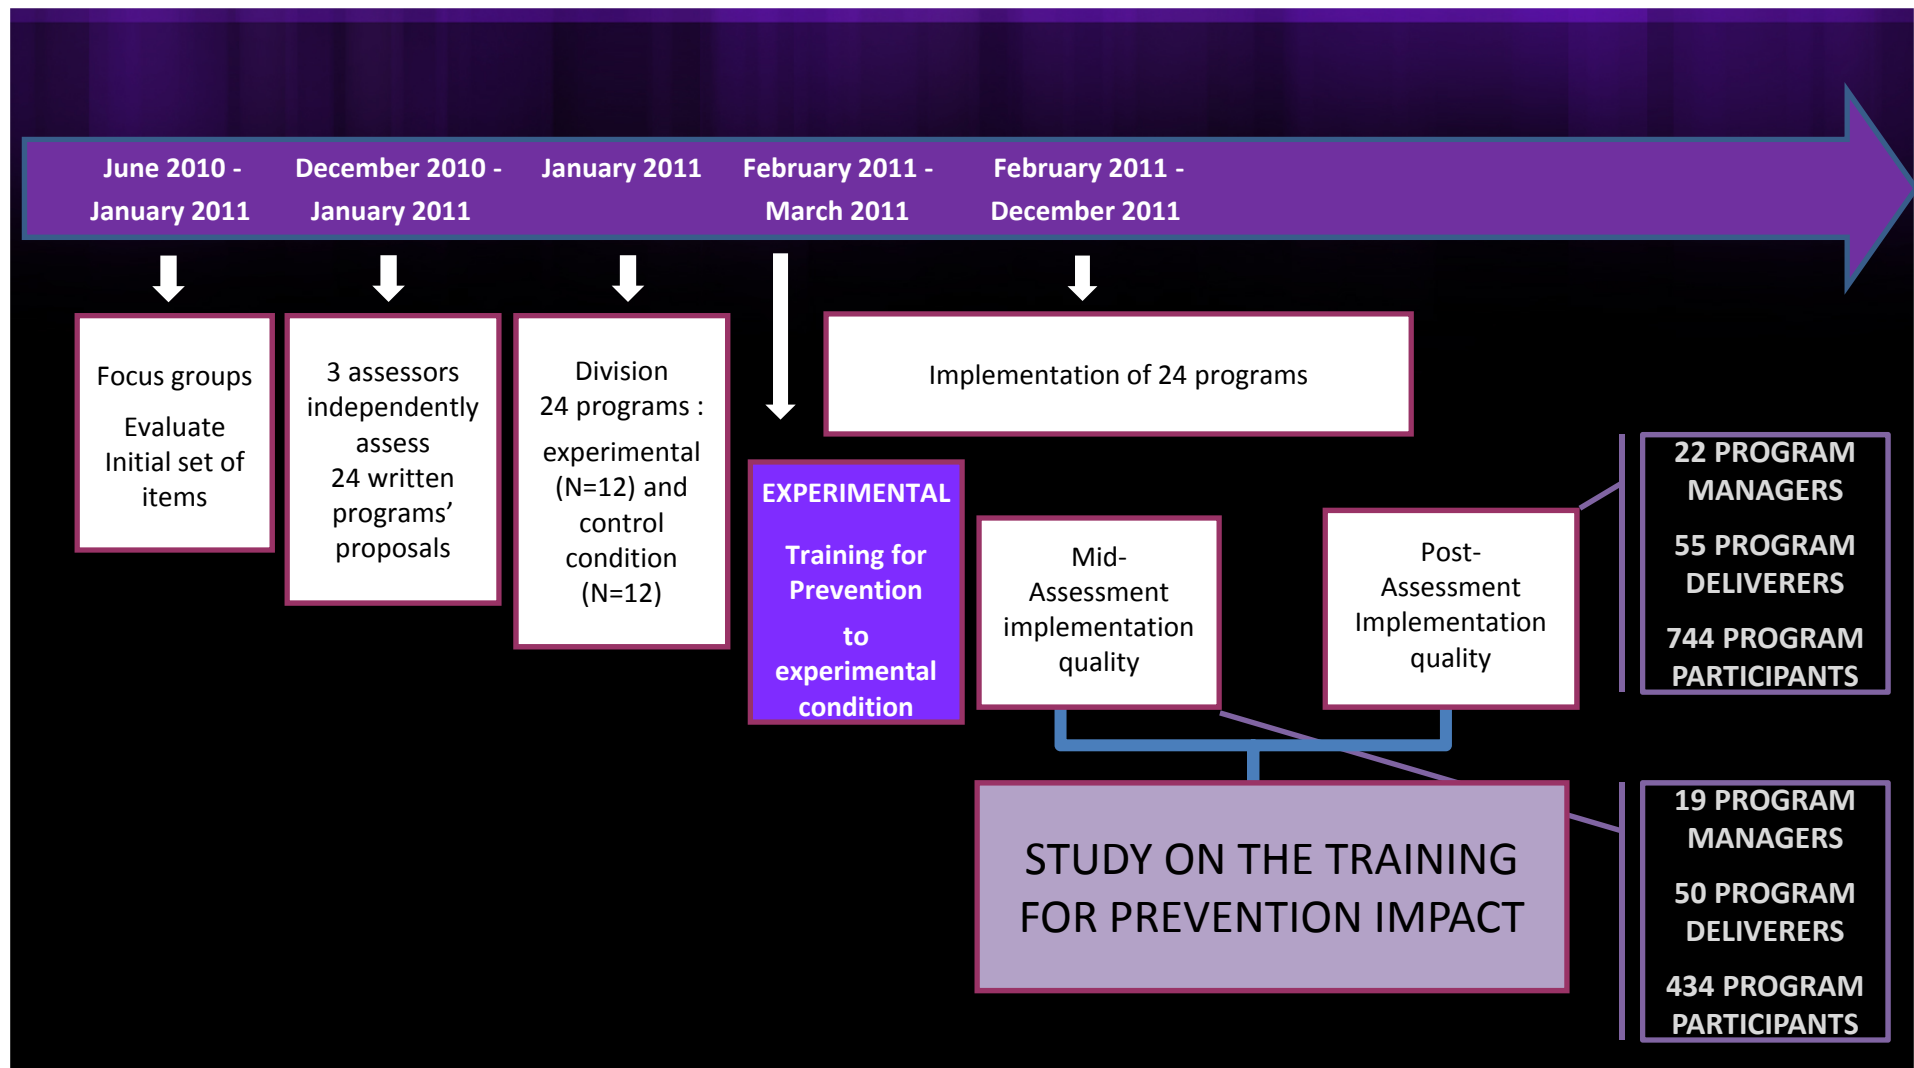 June 2010 -
January 2011
December 2010 -
January 2011
January 2011
February 2011 -
March 2011
February 2011 -
December 2011
Focus groups
Evaluate
Initial set of
items
3 assessors
independently
assess
24 written
programs’
proposals
Division
24 programs :
experimental
(N=12) and
control
condition
(N=12)
Implementation of 24 programs
EXPERIMENTAL
Training for
Prevention
to
experimental
condition
Mid-
Assessment
implementation
quality
Post-
Assessment
Implementation
quality
22 PROGRAM
MANAGERS
55 PROGRAM
DELIVERERS
744 PROGRAM
PARTICIPANTS
STUDY ON THE TRAINING
FOR PREVENTION IMPACT
19 PROGRAM
MANAGERS
50 PROGRAM
DELIVERERS
434 PROGRAM
PARTICIPANTS